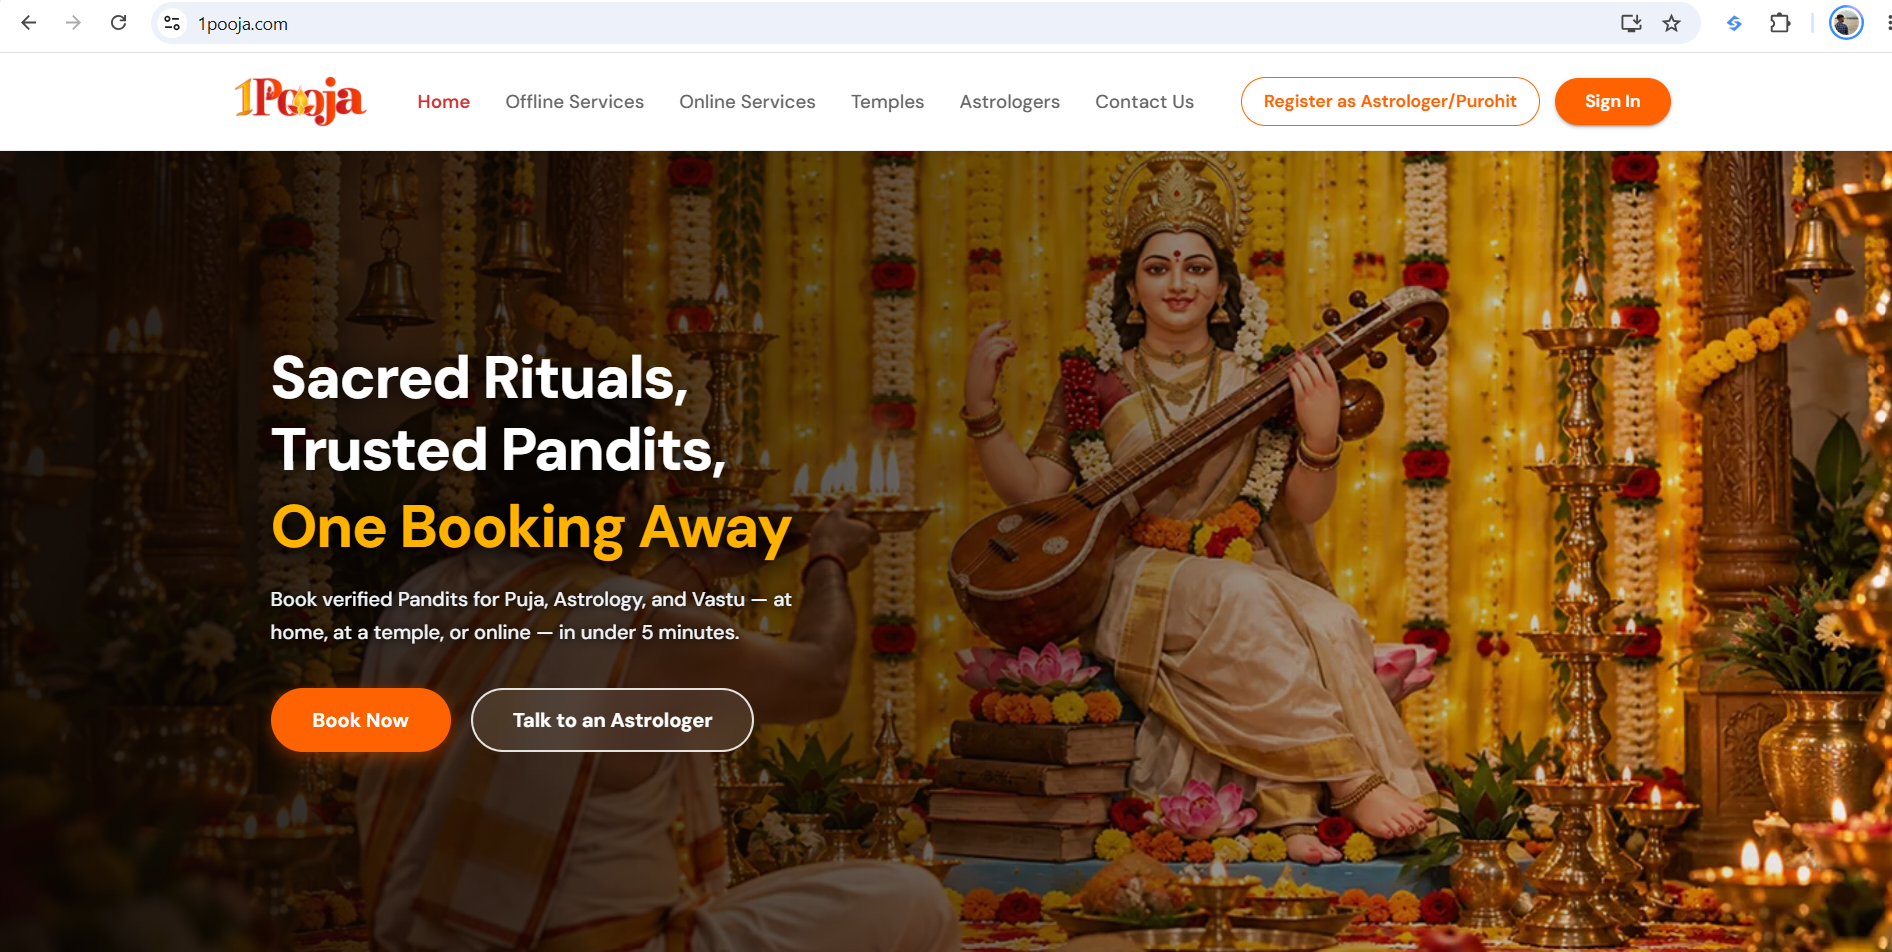 1pooja.com
1Pooja
Home
Offline Services
Online Services
Temples
Astrologers
Contact Us
Register as Astrologer/Purohit
Sign In
Sacred Rituals,
Trusted Pandits,
One Booking Away
Book verified Pandits for Puja, Astrology, and Vastu — at
home, at a temple, or online — in under 5 minutes.
Book Now
Talk to an Astrologer